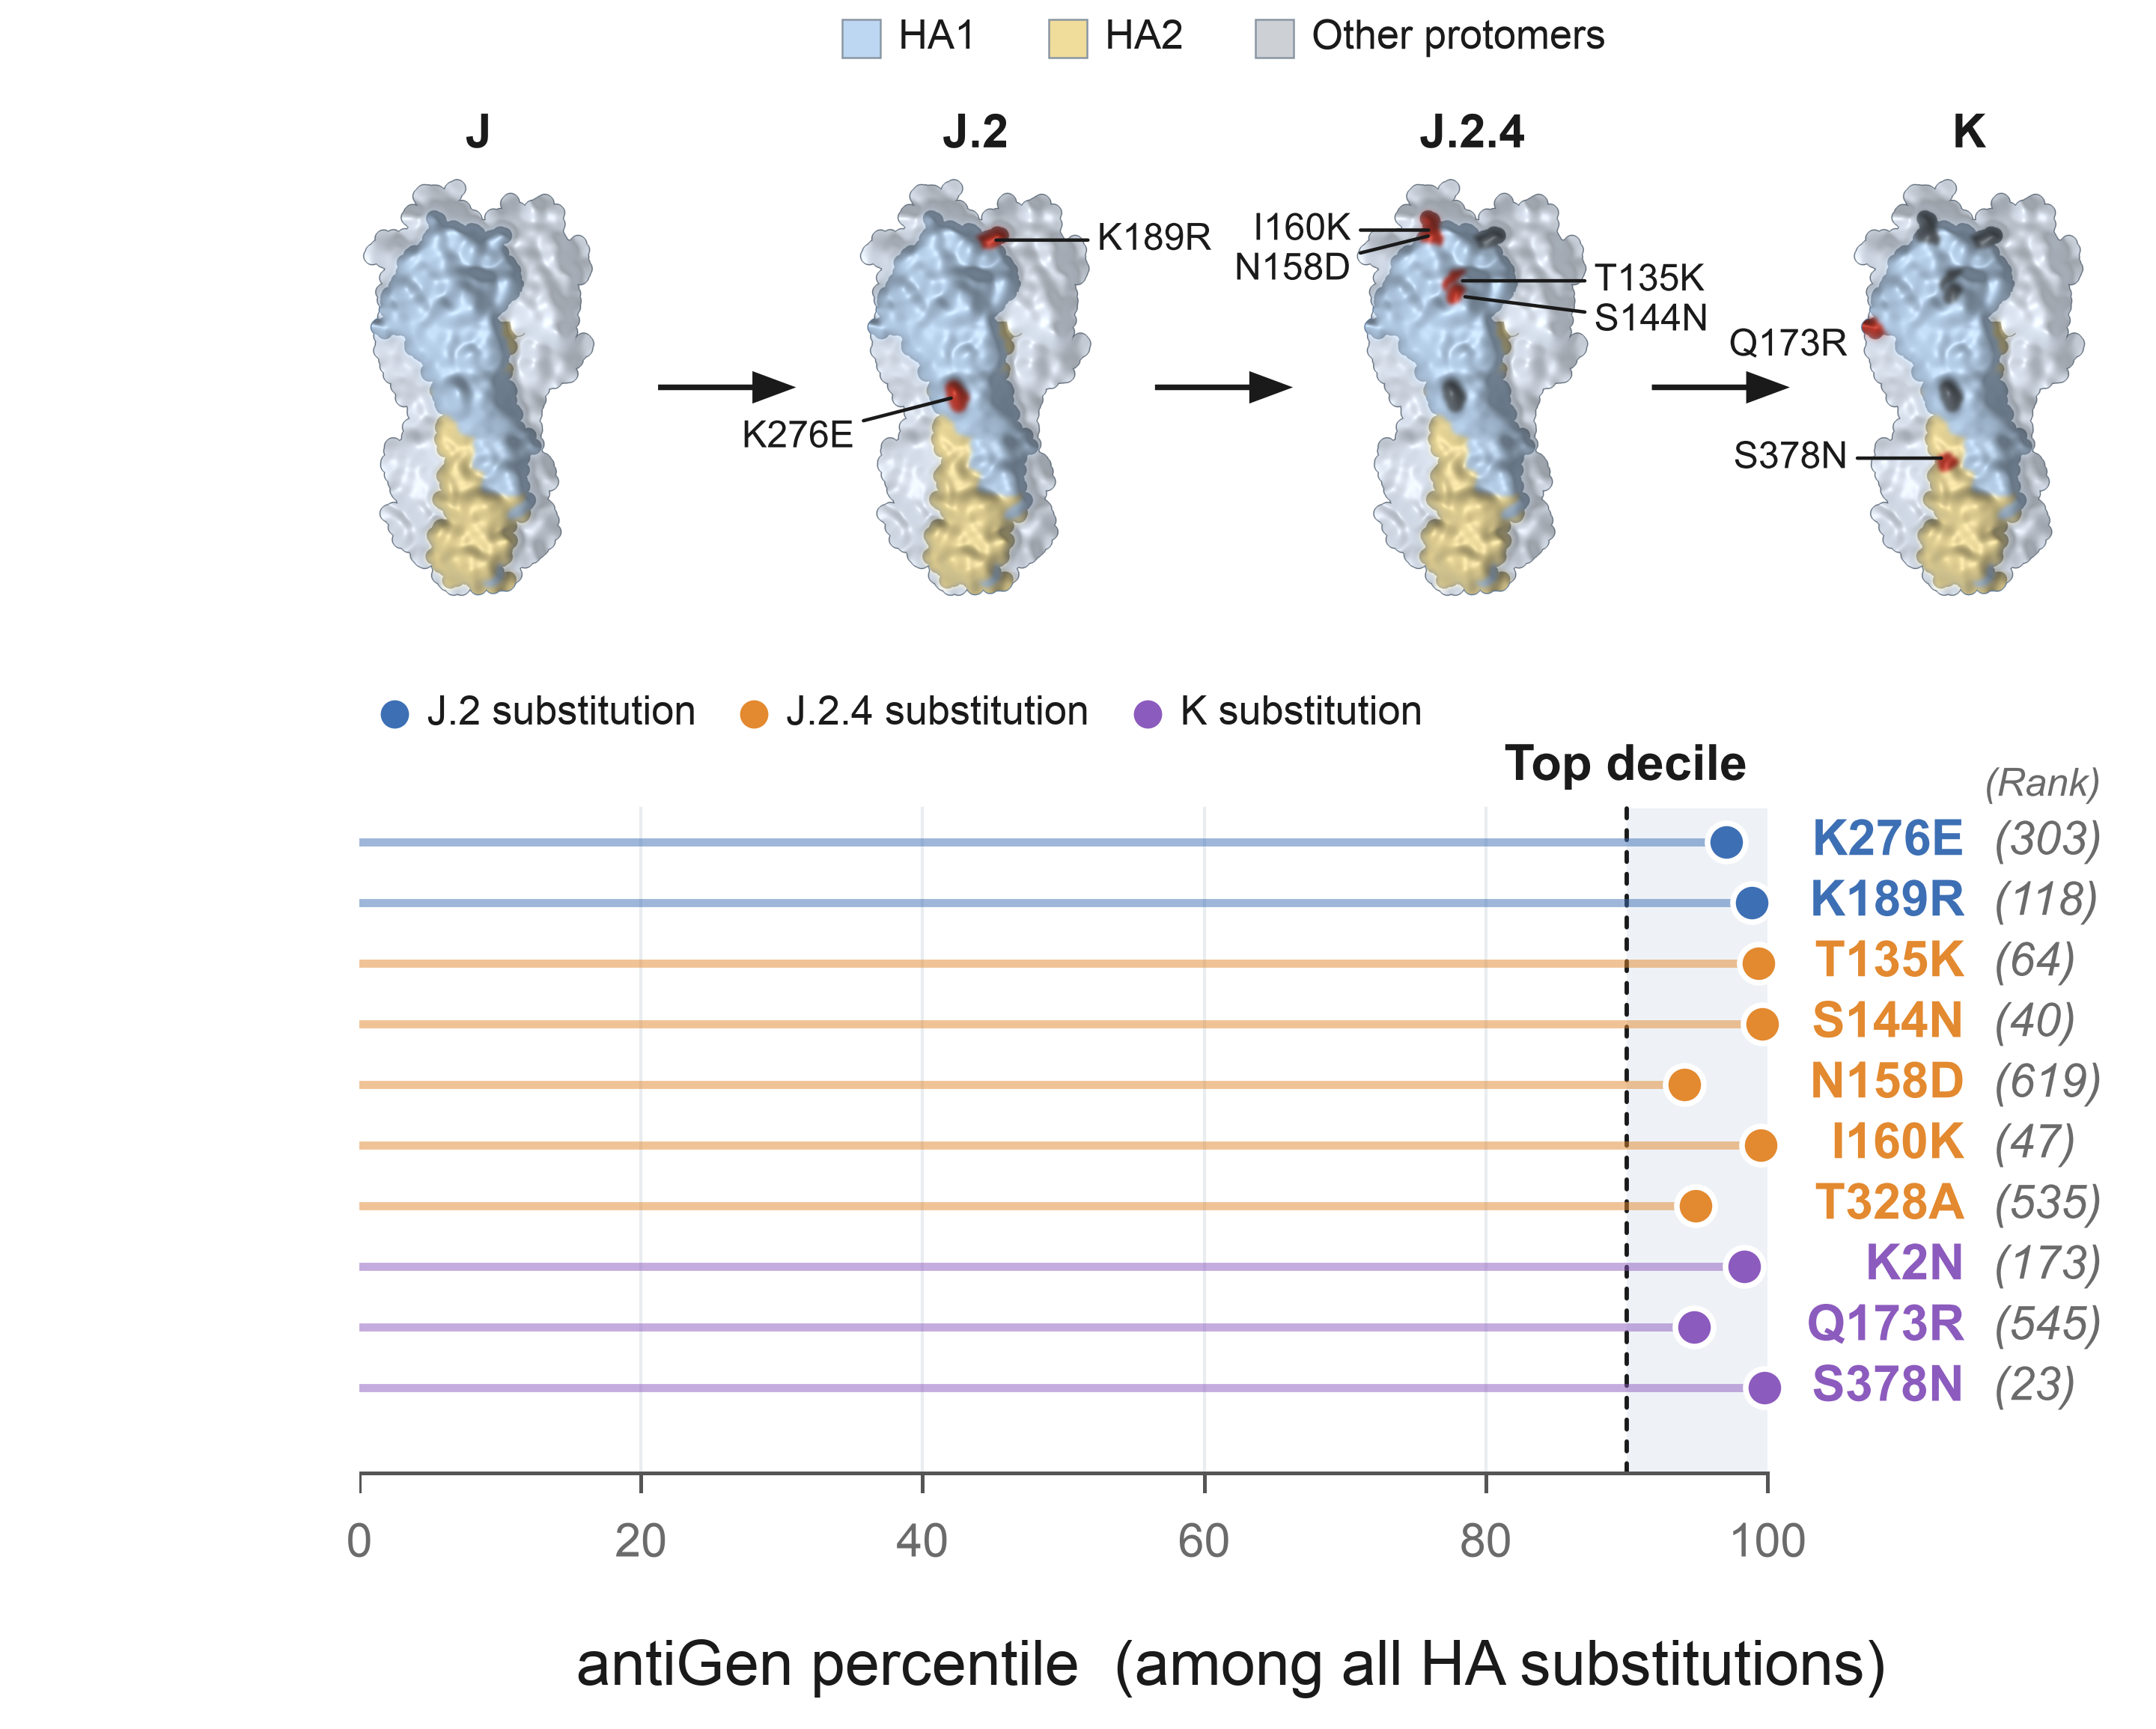 HA1 HA2 Other protomers
J J.2 J.2.4 K
K189R
K276E
I160K
N158D
T135K
S144N
Q173R
S378N
J.2 substitution J.2.4 substitution K substitution
Top decile
(Rank)
K276E (303)
K189R (118)
T135K (64)
S144N (40)
N158D (619)
I160K (47)
T328A (535)
K2N (173)
Q173R (545)
S378N (23)
0 20 40 60 80 100
antiGen percentile (among all HA substitutions)